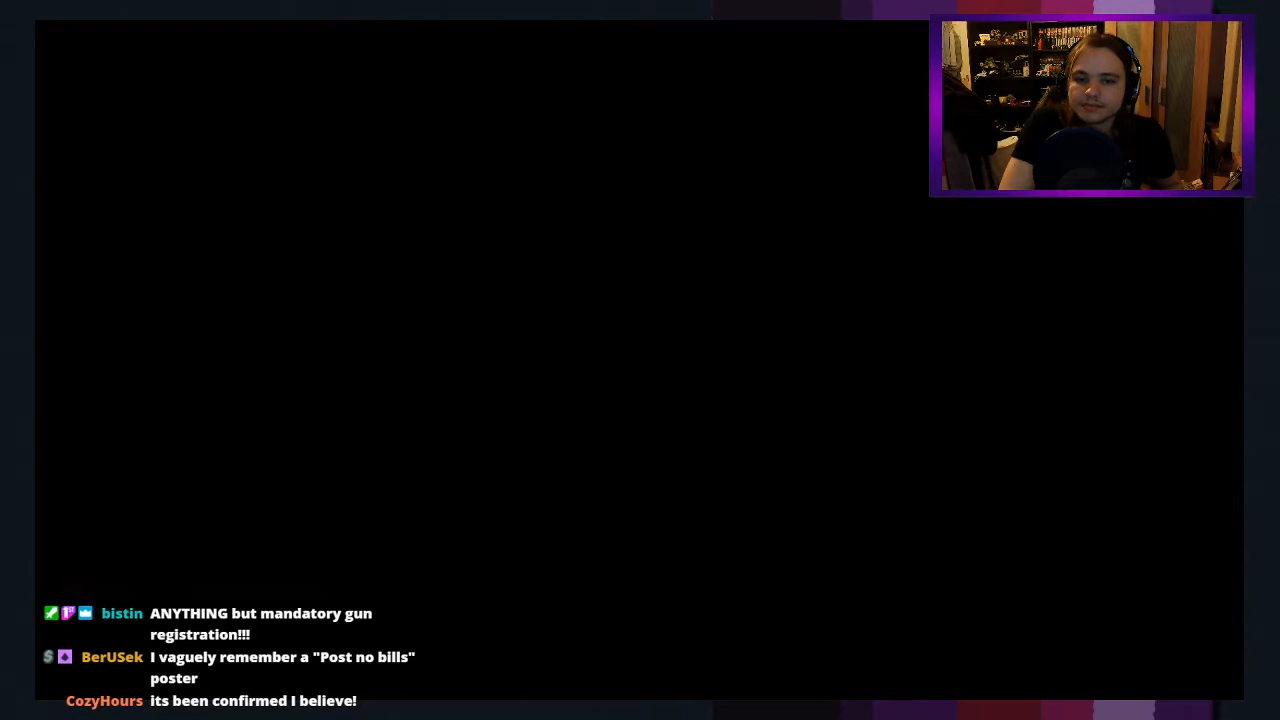 bistin ANYTHING but mandatory gun
registration!!!
BerUSek I vaguely remember a "Post no bills"
poster
CozyHours its been confirmed I believe!